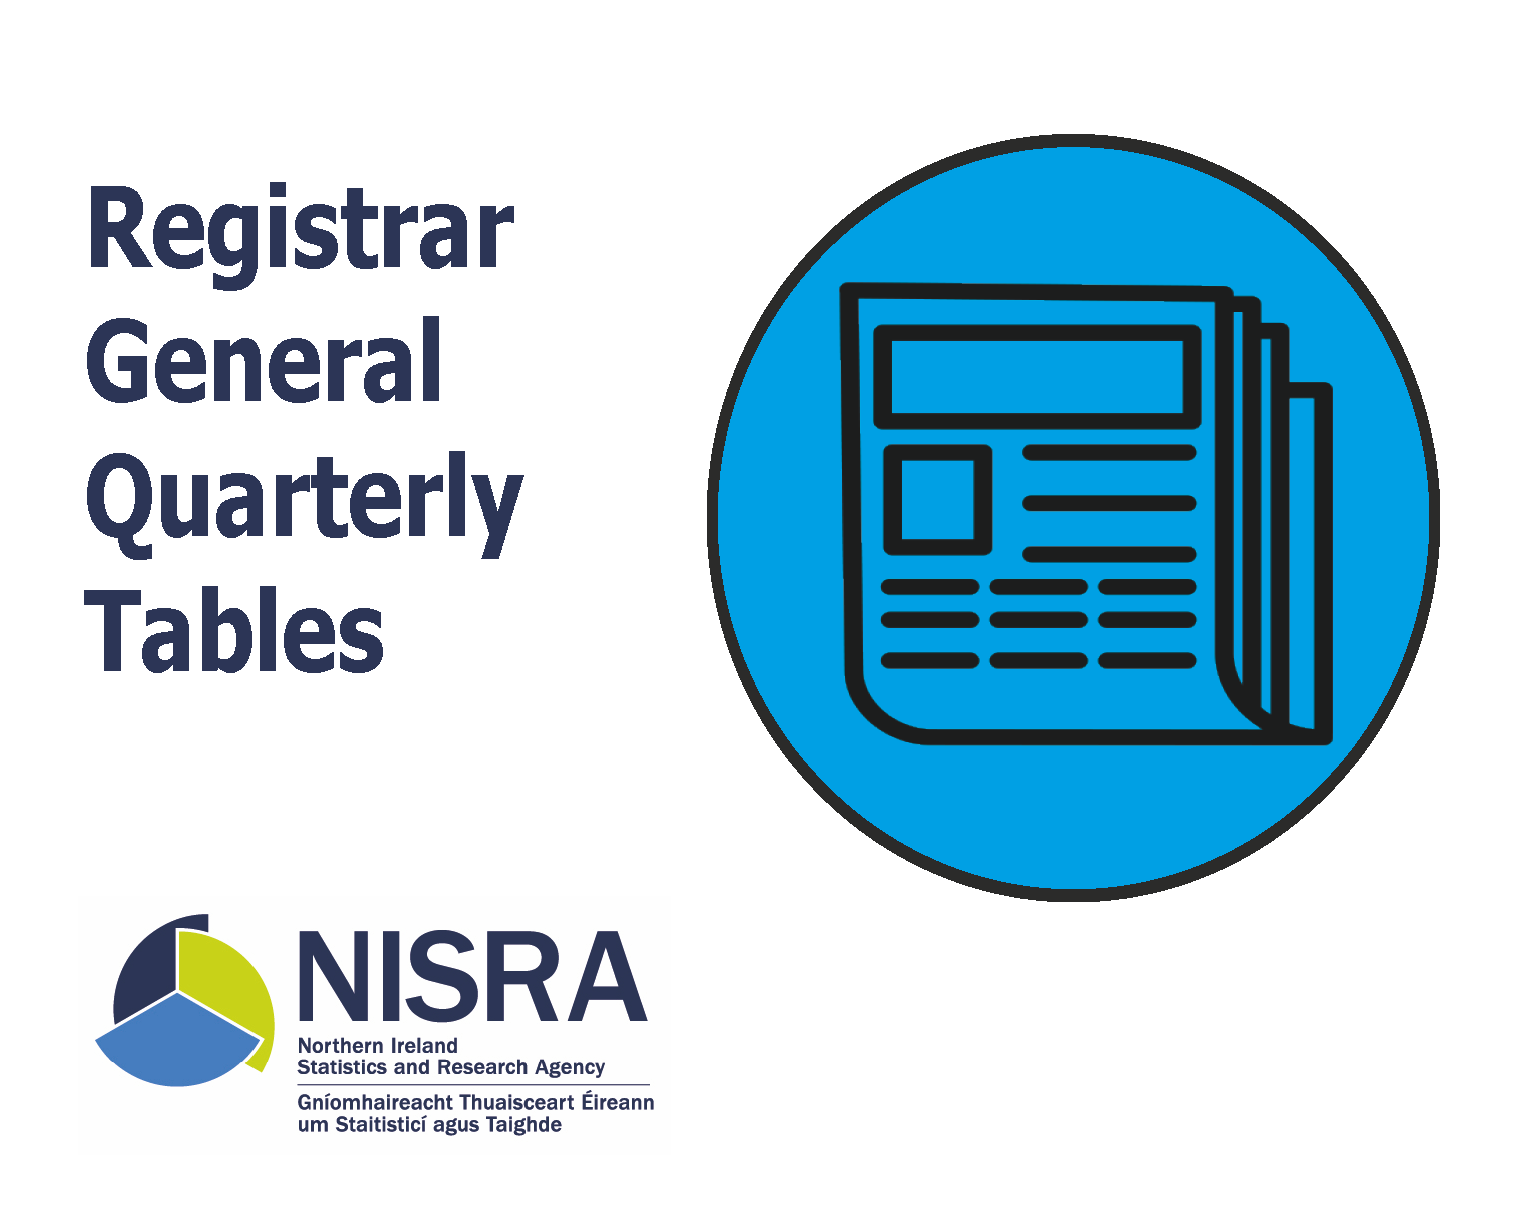 Registrar
General
Quarterly
Tables
NISRA
Northern Ireland
Statistics and Research Agency
Gníomhaireacht Thuaisceart Éireann
um Staitisticí agus Taighde